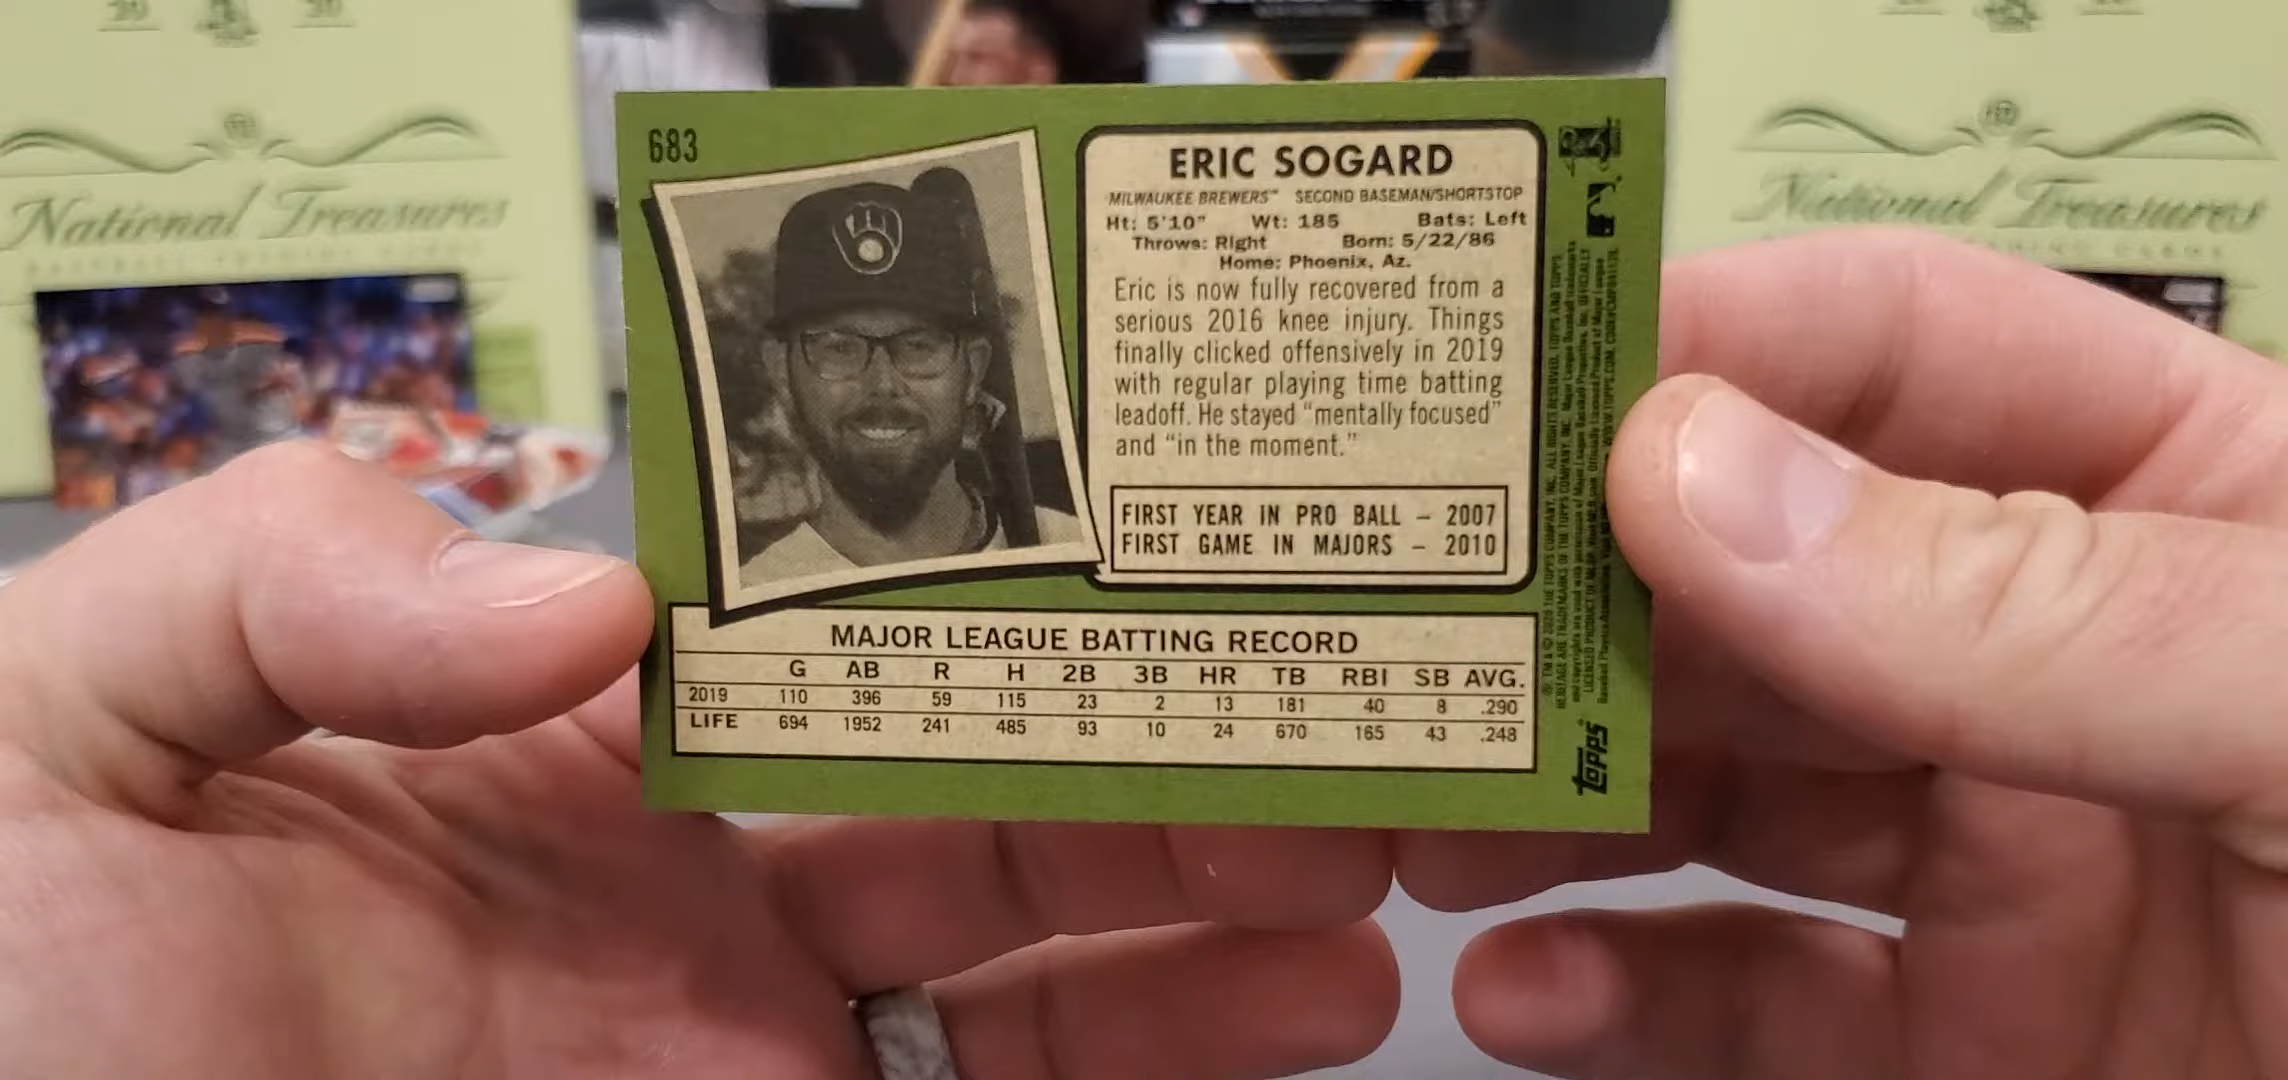 National Treasures
National Treasures
683
ERIC SOGARD
MILWAUKEE BREWERS™ SECOND BASEMAN/SHORTSTOP
Ht: 5'10" Wt: 185 Bats: Left
Throws: Right Born: 5/22/86
Home: Phoenix, Az.
Eric is now fully recovered from a
serious 2016 knee injury. Things
finally clicked offensively in 2019
with regular playing time batting
leadoff. He stayed "mentally focused"
and "in the moment."
FIRST YEAR IN PRO BALL – 2007
FIRST GAME IN MAJORS – 2010
MAJOR LEAGUE BATTING RECORD
G AB R H 2B 3B HR TB RBI SB AVG.
2019 110 396 59 115 23 2 13 181 40 8 .290
LIFE 694 1952 241 485 93 10 24 670 165 43 .248
TOPPS